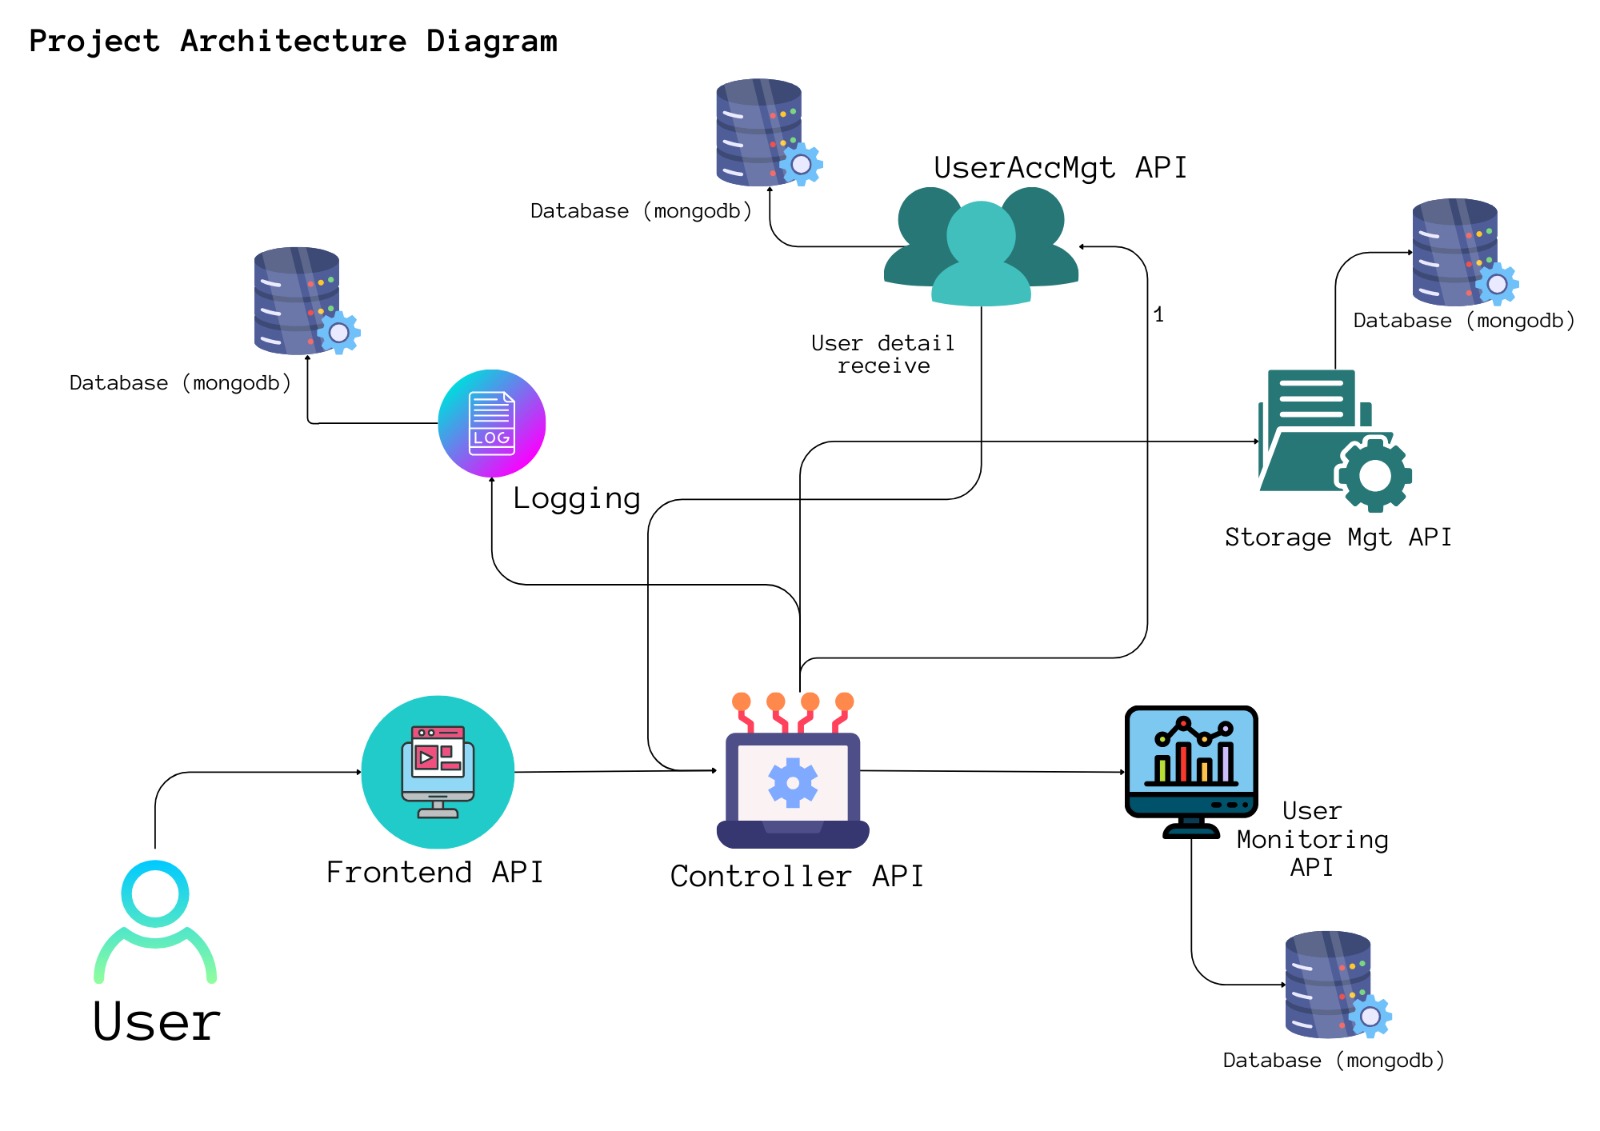 Project Architecture Diagram
UserAccMgt API
Database (mongodb)
1
Database (mongodb)
User detail
receive
Database (mongodb)
LOG
Logging
Storage Mgt API
User
Monitoring
API
Frontend API
Controller API
User
Database (mongodb)